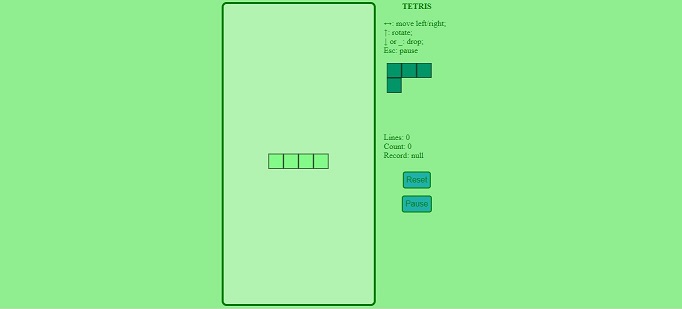 TETRIS
↔: move left/right;
↑: rotate;
↓ or _: drop;
Esc: pause
Lines: 0
Count: 0
Record: null
Reset
Pause